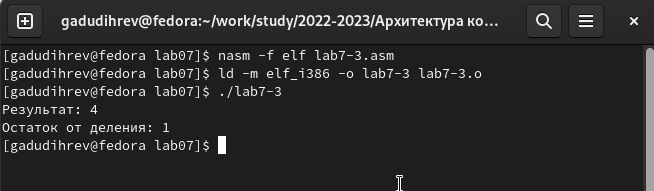 gadudihrev@fedora:~/work/study/2022-2023/Архитектура ко...
[gadudihrev@fedora lab07]$ nasm -f elf lab7-3.asm
[gadudihrev@fedora lab07]$ ld -m elf_i386 -o lab7-3 lab7-3.o
[gadudihrev@fedora lab07]$ ./lab7-3
Результат: 4
Остаток от деления: 1
[gadudihrev@fedora lab07]$